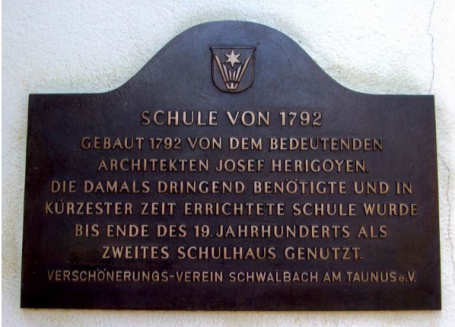 SCHULE VON 1792
GEBAUT 1792 VON DEM BEDEUTENDEN
ARCHITEKTEN JOSEF HERIGOYEN.
DIE DAMALS DRINGEND BENÖTIGTE UND IN
KÜRZESTER ZEIT ERRICHTETE SCHULE WURDE
BIS ENDE DES 19. JAHRHUNDERTS ALS
ZWEITES SCHULHAUS GENUTZT.
VERSCHÖNERUNGS-VEREIN SCHWALBACH AM TAUNUS e.V.